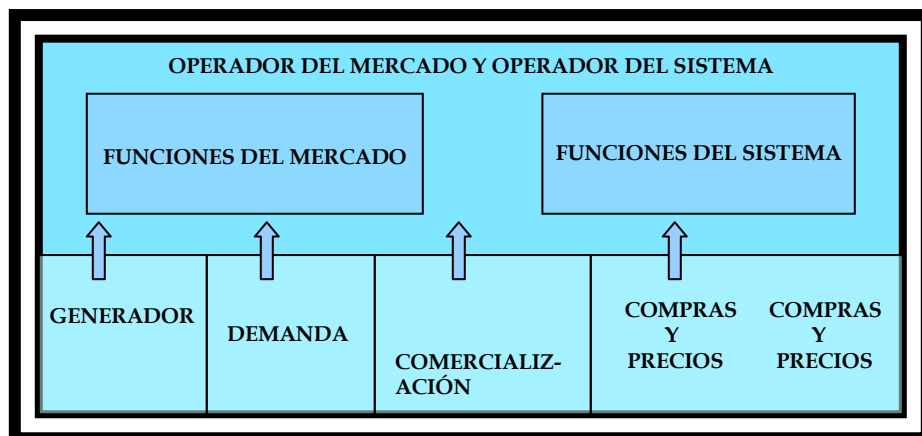 OPERADOR DEL MERCADO Y OPERADOR DEL SISTEMA
FUNCIONES DEL MERCADO
FUNCIONES DEL SISTEMA
GENERADOR
DEMANDA
COMERCIALIZ-
ACIÓN
COMPRAS
Y
PRECIOS
COMPRAS
Y
PRECIOS